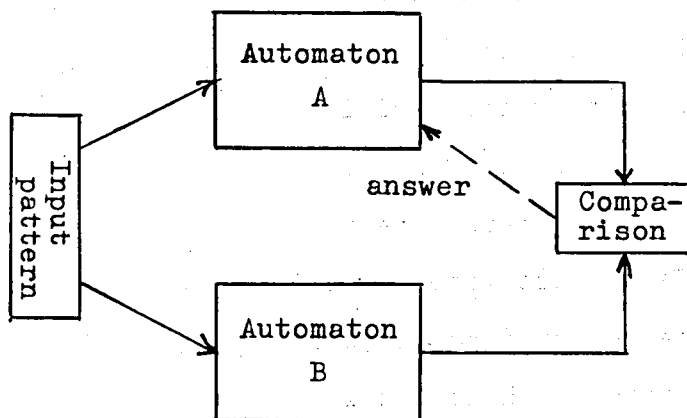 Automaton
A
Input
pattern
answer
Compa-
rison
Automaton
B